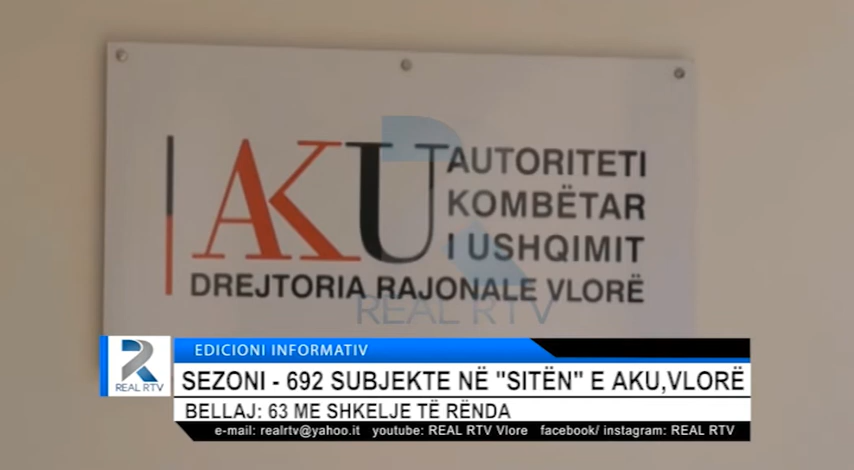 AKU
AUTORITETI
KOMBËTAR
I USHQIMIT
DREJTORIA RAJONALE VLORË
REAL RTV
EDICIONI INFORMATIV
REAL RTV
SEZONI - 692 SUBJEKTE NË "SITËN" E AKU,VLORË
BELLAJ: 63 ME SHKELJE TË RËNDA
e-mail: realrtv@yahoo.it youtube: REAL RTV Vlore facebook/ instagram: REAL RTV